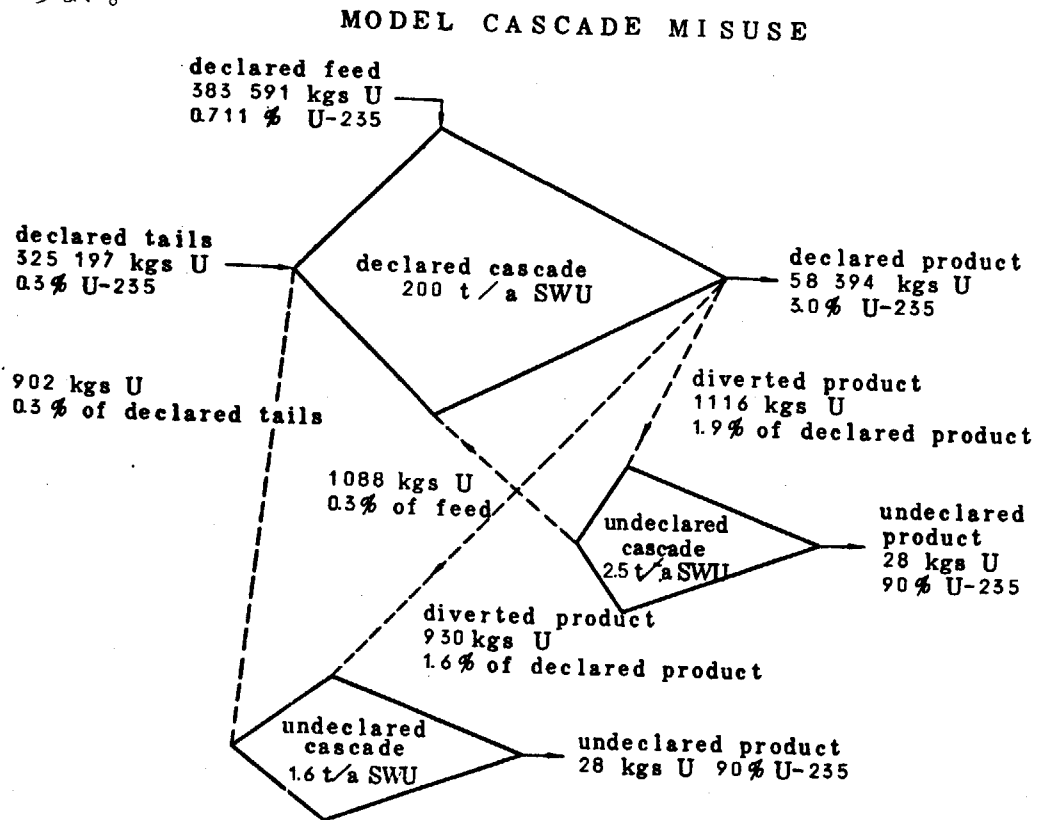 MODEL CASCADE MISUSE
declared feed
383 591 kgs U
0.711 % U-235
declared tails
325 197 kgs U
0.3% U-235
declared cascade
200 t/a SWU
declared product
58 394 kgs U
3.0% U-235
902 kgs U
0.3% of declared tails
diverted product
1116 kgs U
1.9% of declared product
1088 kgs U
0.3% of feed
undeclared
cascade
2.5 t/a SWU
undeclared
product
28 kgs U
90% U-235
diverted product
930 kgs U
1.6% of declared product
undeclared
cascade
1.6 t/a SWU
undeclared product
28 kgs U 90% U-235